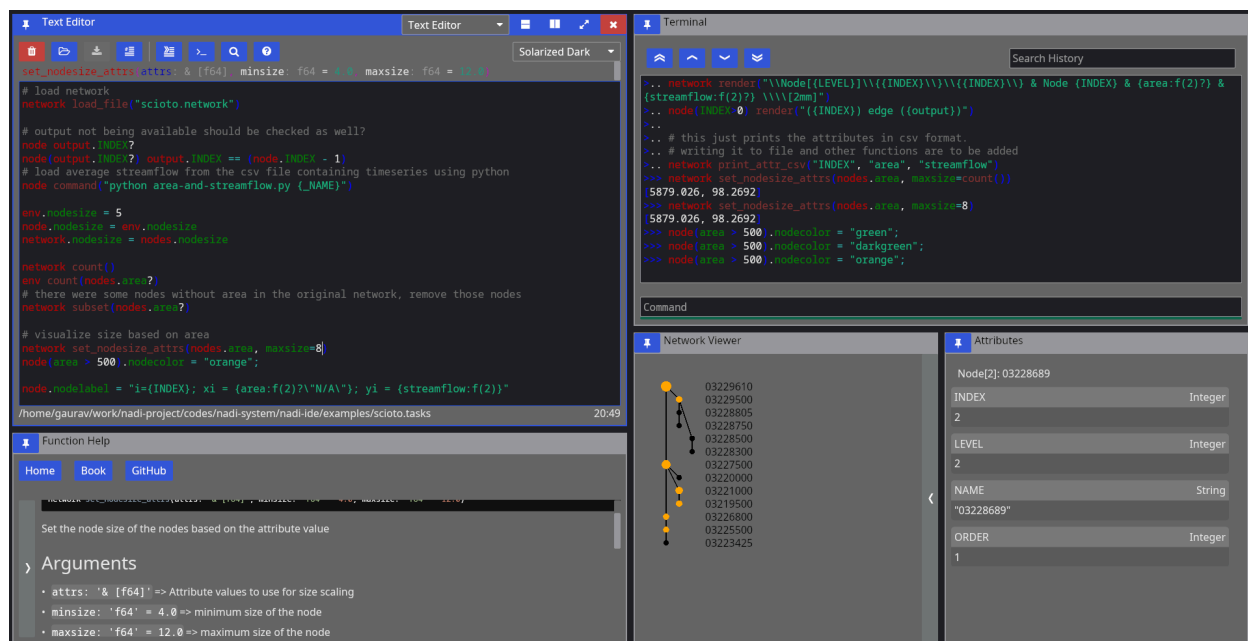 Text Editor
Text Editor
Solarized Dark
set_nodesize_attrs(attrs: & [f64], minsize: f64 = 4.0, maxsize: f64 = 12.0)
# load network
network load_file("scioto.network")
# output not being available should be checked as well?
node output.INDEX?
node(output.INDEX?) output.INDEX == (node.INDEX - 1)
# load average streamflow from the csv file containing timeseries using python
node command("python area-and-streamflow.py {_NAME}")
env.nodesize = 5
node.nodesize = env.nodesize
network.nodesize = nodes.nodesize
network count()
env count(nodes.area?)
# there were some nodes without area in the original network, remove those nodes
network subset(nodes.area?)
# visualize size based on area
network set_nodesize_attrs(nodes.area, maxsize=8)
node(area > 500).nodecolor = "orange";
node.nodelabel = "i={INDEX}; xi = {area:f(2)?\"N/A\"}; yi = {streamflow:f(2)}"
/home/gaurav/work/nadi-project/codes/nadi-system/nadi-ide/examples/scioto.tasks
20:49
Function Help
Home
Book
GitHub
network set_nodesize_attrs(attrs: '& [f64]', minsize: 'f64' = 4.0, maxsize: 'f64' = 12.0)
Set the node size of the nodes based on the attribute value
Arguments
• attrs: '& [f64]' => Attribute values to use for size scaling
• minsize: 'f64' = 4.0 => minimum size of the node
• maxsize: 'f64' = 12.0 => maximum size of the node
Terminal
Search History
.. network render("\\Node[{LEVEL}]\\{{INDEX}\\}\\{{INDEX}\\} & Node {INDEX} & {area:f(2)?} &
{streamflow:f(2)?} \\\\[2mm]")
.. node(INDEX>0) render("({INDEX}) edge ({output})")
..
.. # this just prints the attributes in csv format.
.. # writing it to file and other functions are to be added
.. network print_attr_csv("INDEX", "area", "streamflow")
>>> network set_nodesize_attrs(nodes.area, maxsize=count())
[5879.026, 98.2692]
>>> network set_nodesize_attrs(nodes.area, maxsize=8)
[5879.026, 98.2692]
>>> node(area > 500).nodecolor = "green";
>>> node(area > 500).nodecolor = "darkgreen";
>>> node(area > 500).nodecolor = "orange";
Command
Network Viewer
03229610
03229500
03228805
03228750
03228500
03228300
03227500
03220000
03221000
03219500
03226800
03225500
03223425
Attributes
Node[2]: 03228689
INDEX
Integer
2
LEVEL
Integer
2
NAME
String
"03228689"
ORDER
Integer
1